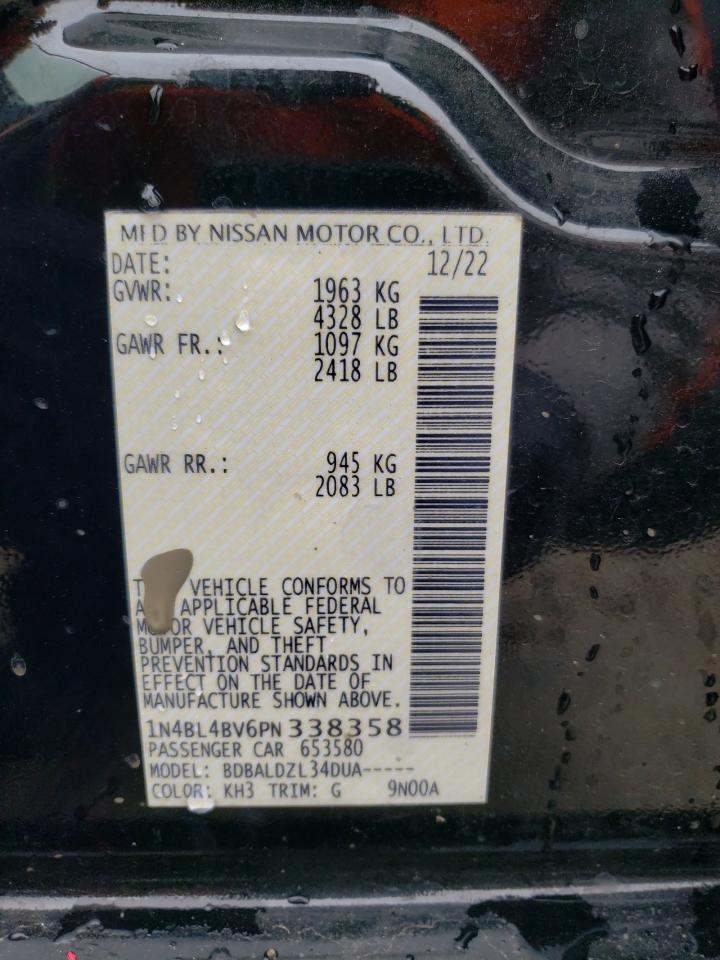 MFD BY NISSAN MOTOR CO., LTD.
DATE: 12/22
GVWR: 1963 KG
4328 LB
GAWR FR.: 1097 KG
2418 LB
GAWR RR.: 945 KG
2083 LB
VEHICLE CONFORMS TO
APPLICABLE FEDERAL
MOTOR VEHICLE SAFETY,
BUMPER, AND THEFT
PREVENTION STANDARDS IN
EFFECT ON THE DATE OF
MANUFACTURE SHOWN ABOVE.
1N4BL4BV6PN338358
PASSENGER CAR 653580
MODEL: BDBALDZL34DUA-----
COLOR: KH3 TRIM: G 9N00A